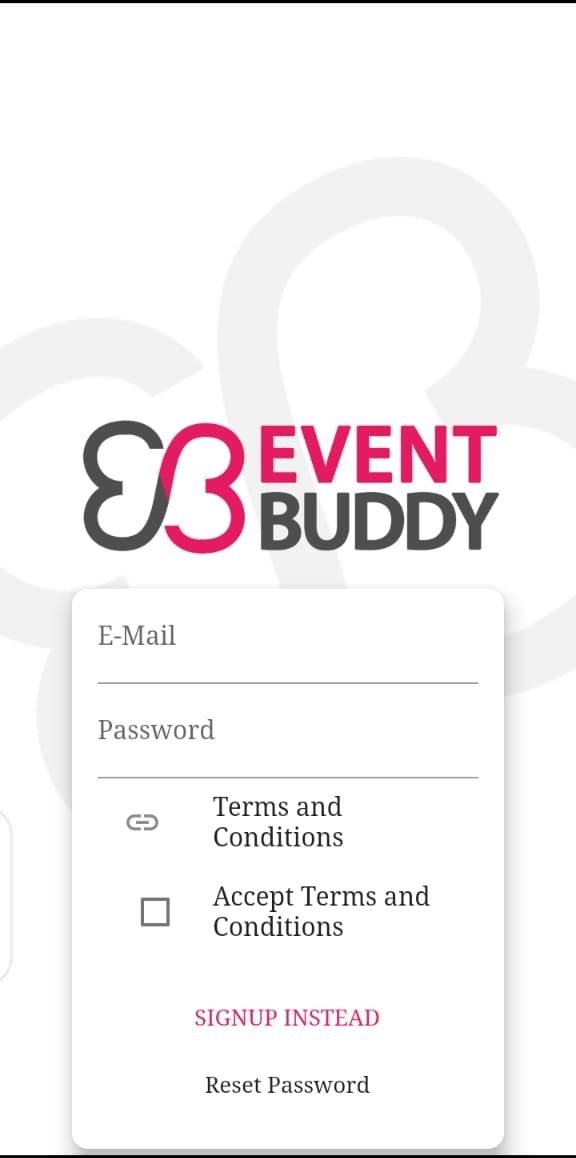 EVENT
BUDDY
E-Mail
Password
Terms and
Conditions
Accept Terms and
Conditions
SIGNUP INSTEAD
Reset Password